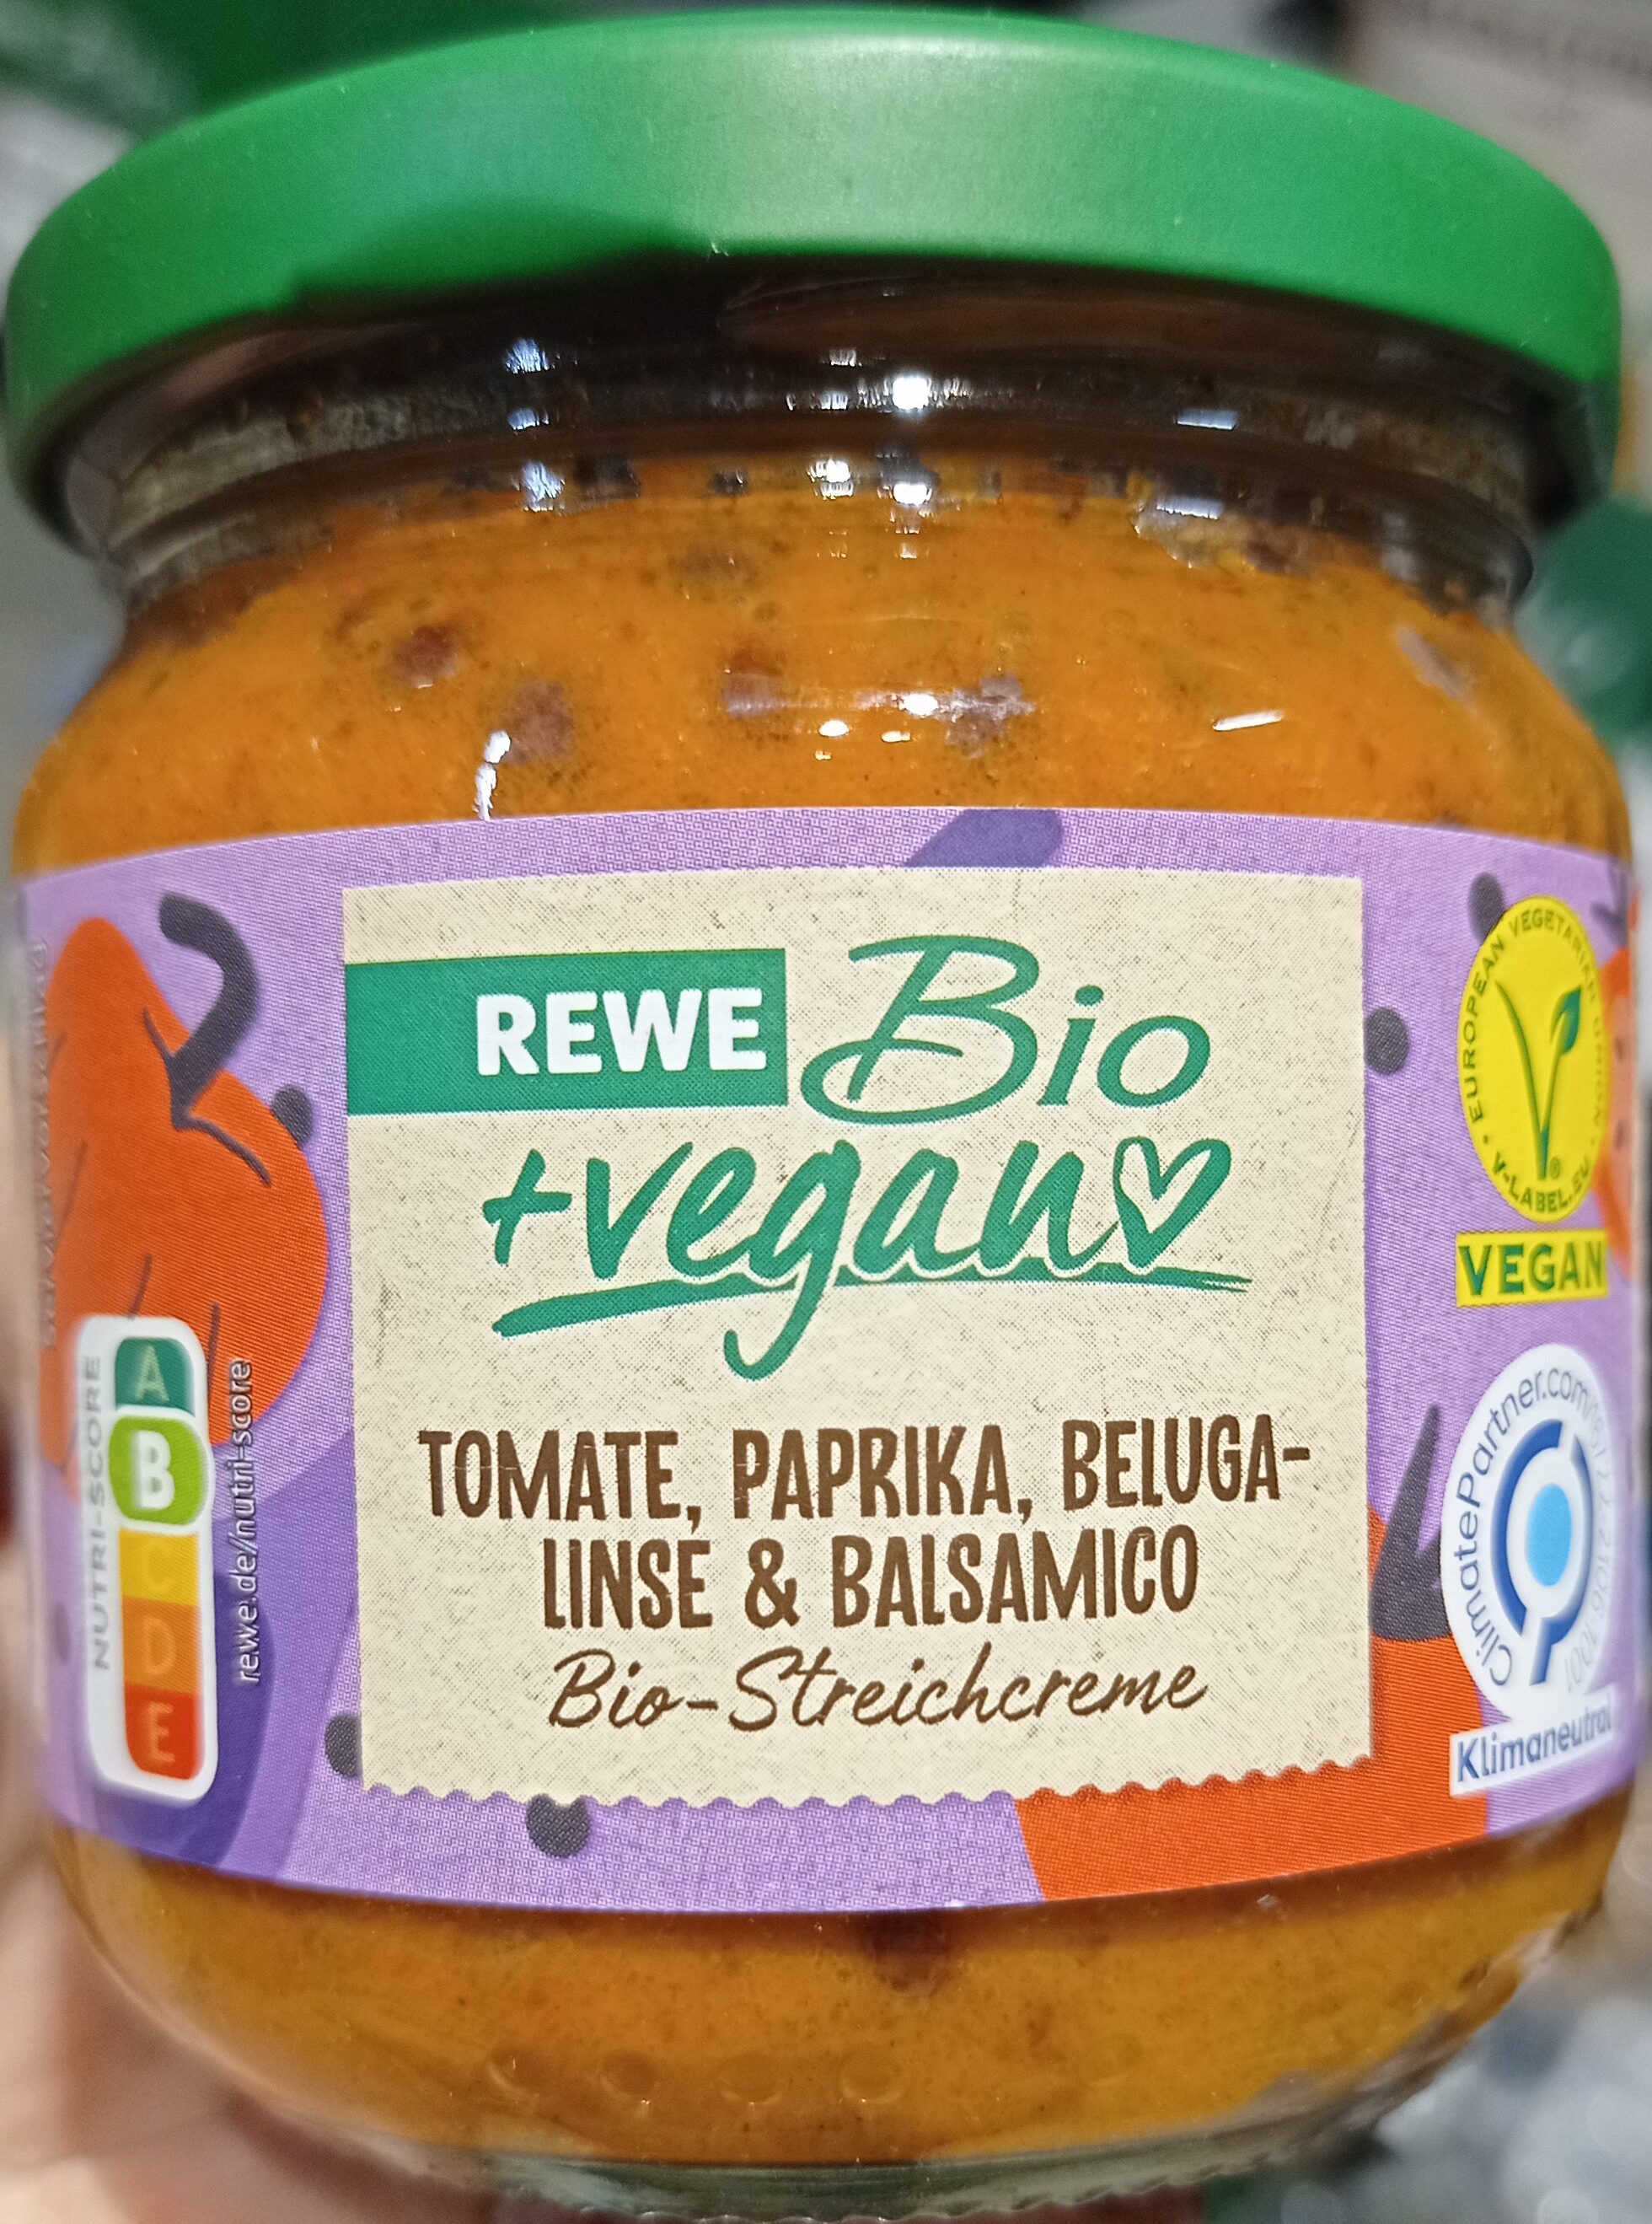 REWE Bio
+vegan
TOMATE, PAPRIKA, BELUGA-
LINSE & BALSAMICO
Bio-Streichcreme
NUTRI-SCORE
A
B
C
D
E
rewe.de/nutri-score
EUROPEAN VEGETARIAN UNION
V-LABEL.EU
VEGAN
ClimatePartner.com/
Klimaneutral